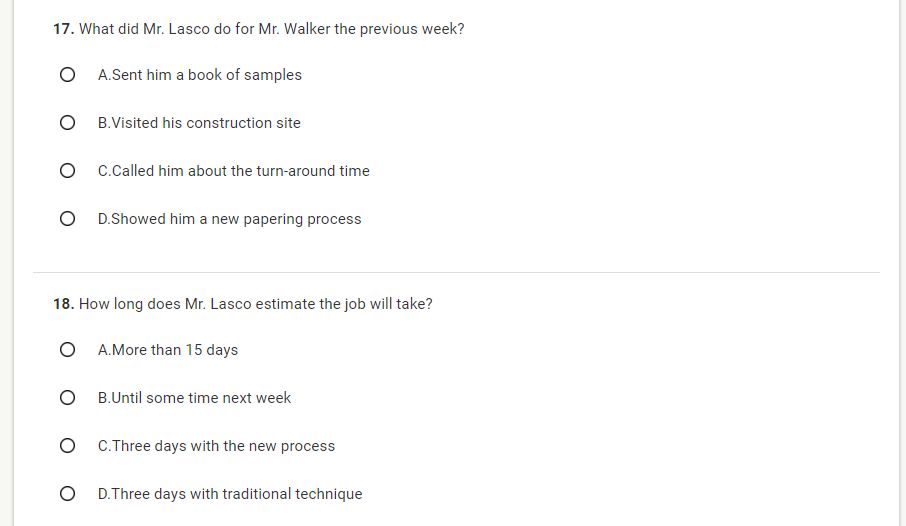 17. What did Mr. Lasco do for Mr. Walker the previous week?
A.Sent him a book of samples
B.Visited his construction site
C.Called him about the turn-around time
D.Showed him a new papering process
18. How long does Mr. Lasco estimate the job will take?
A.More than 15 days
B.Until some time next week
C.Three days with the new process
D.Three days with traditional technique